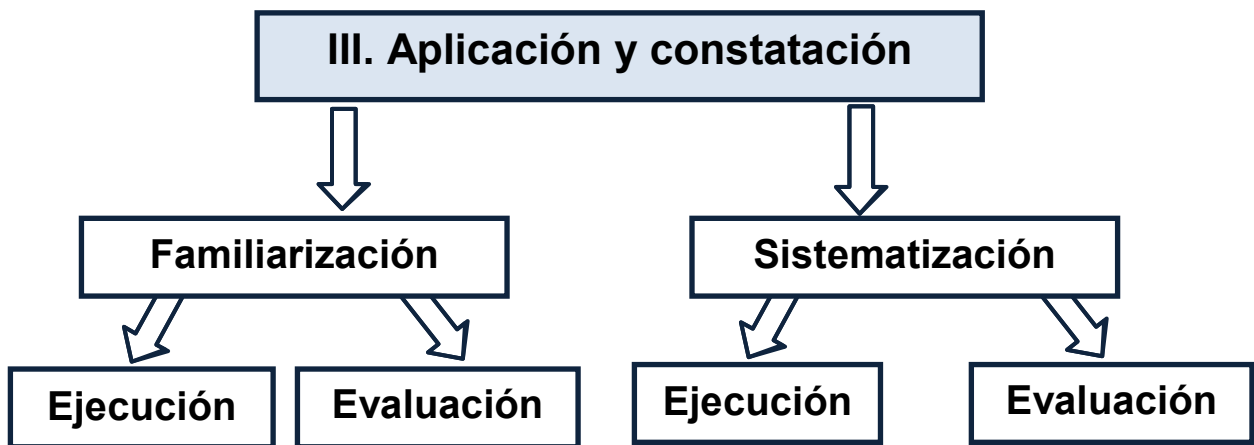 III. Aplicación y constatación
Familiarización
Sistematización
Ejecución
Evaluación
Ejecución
Evaluación